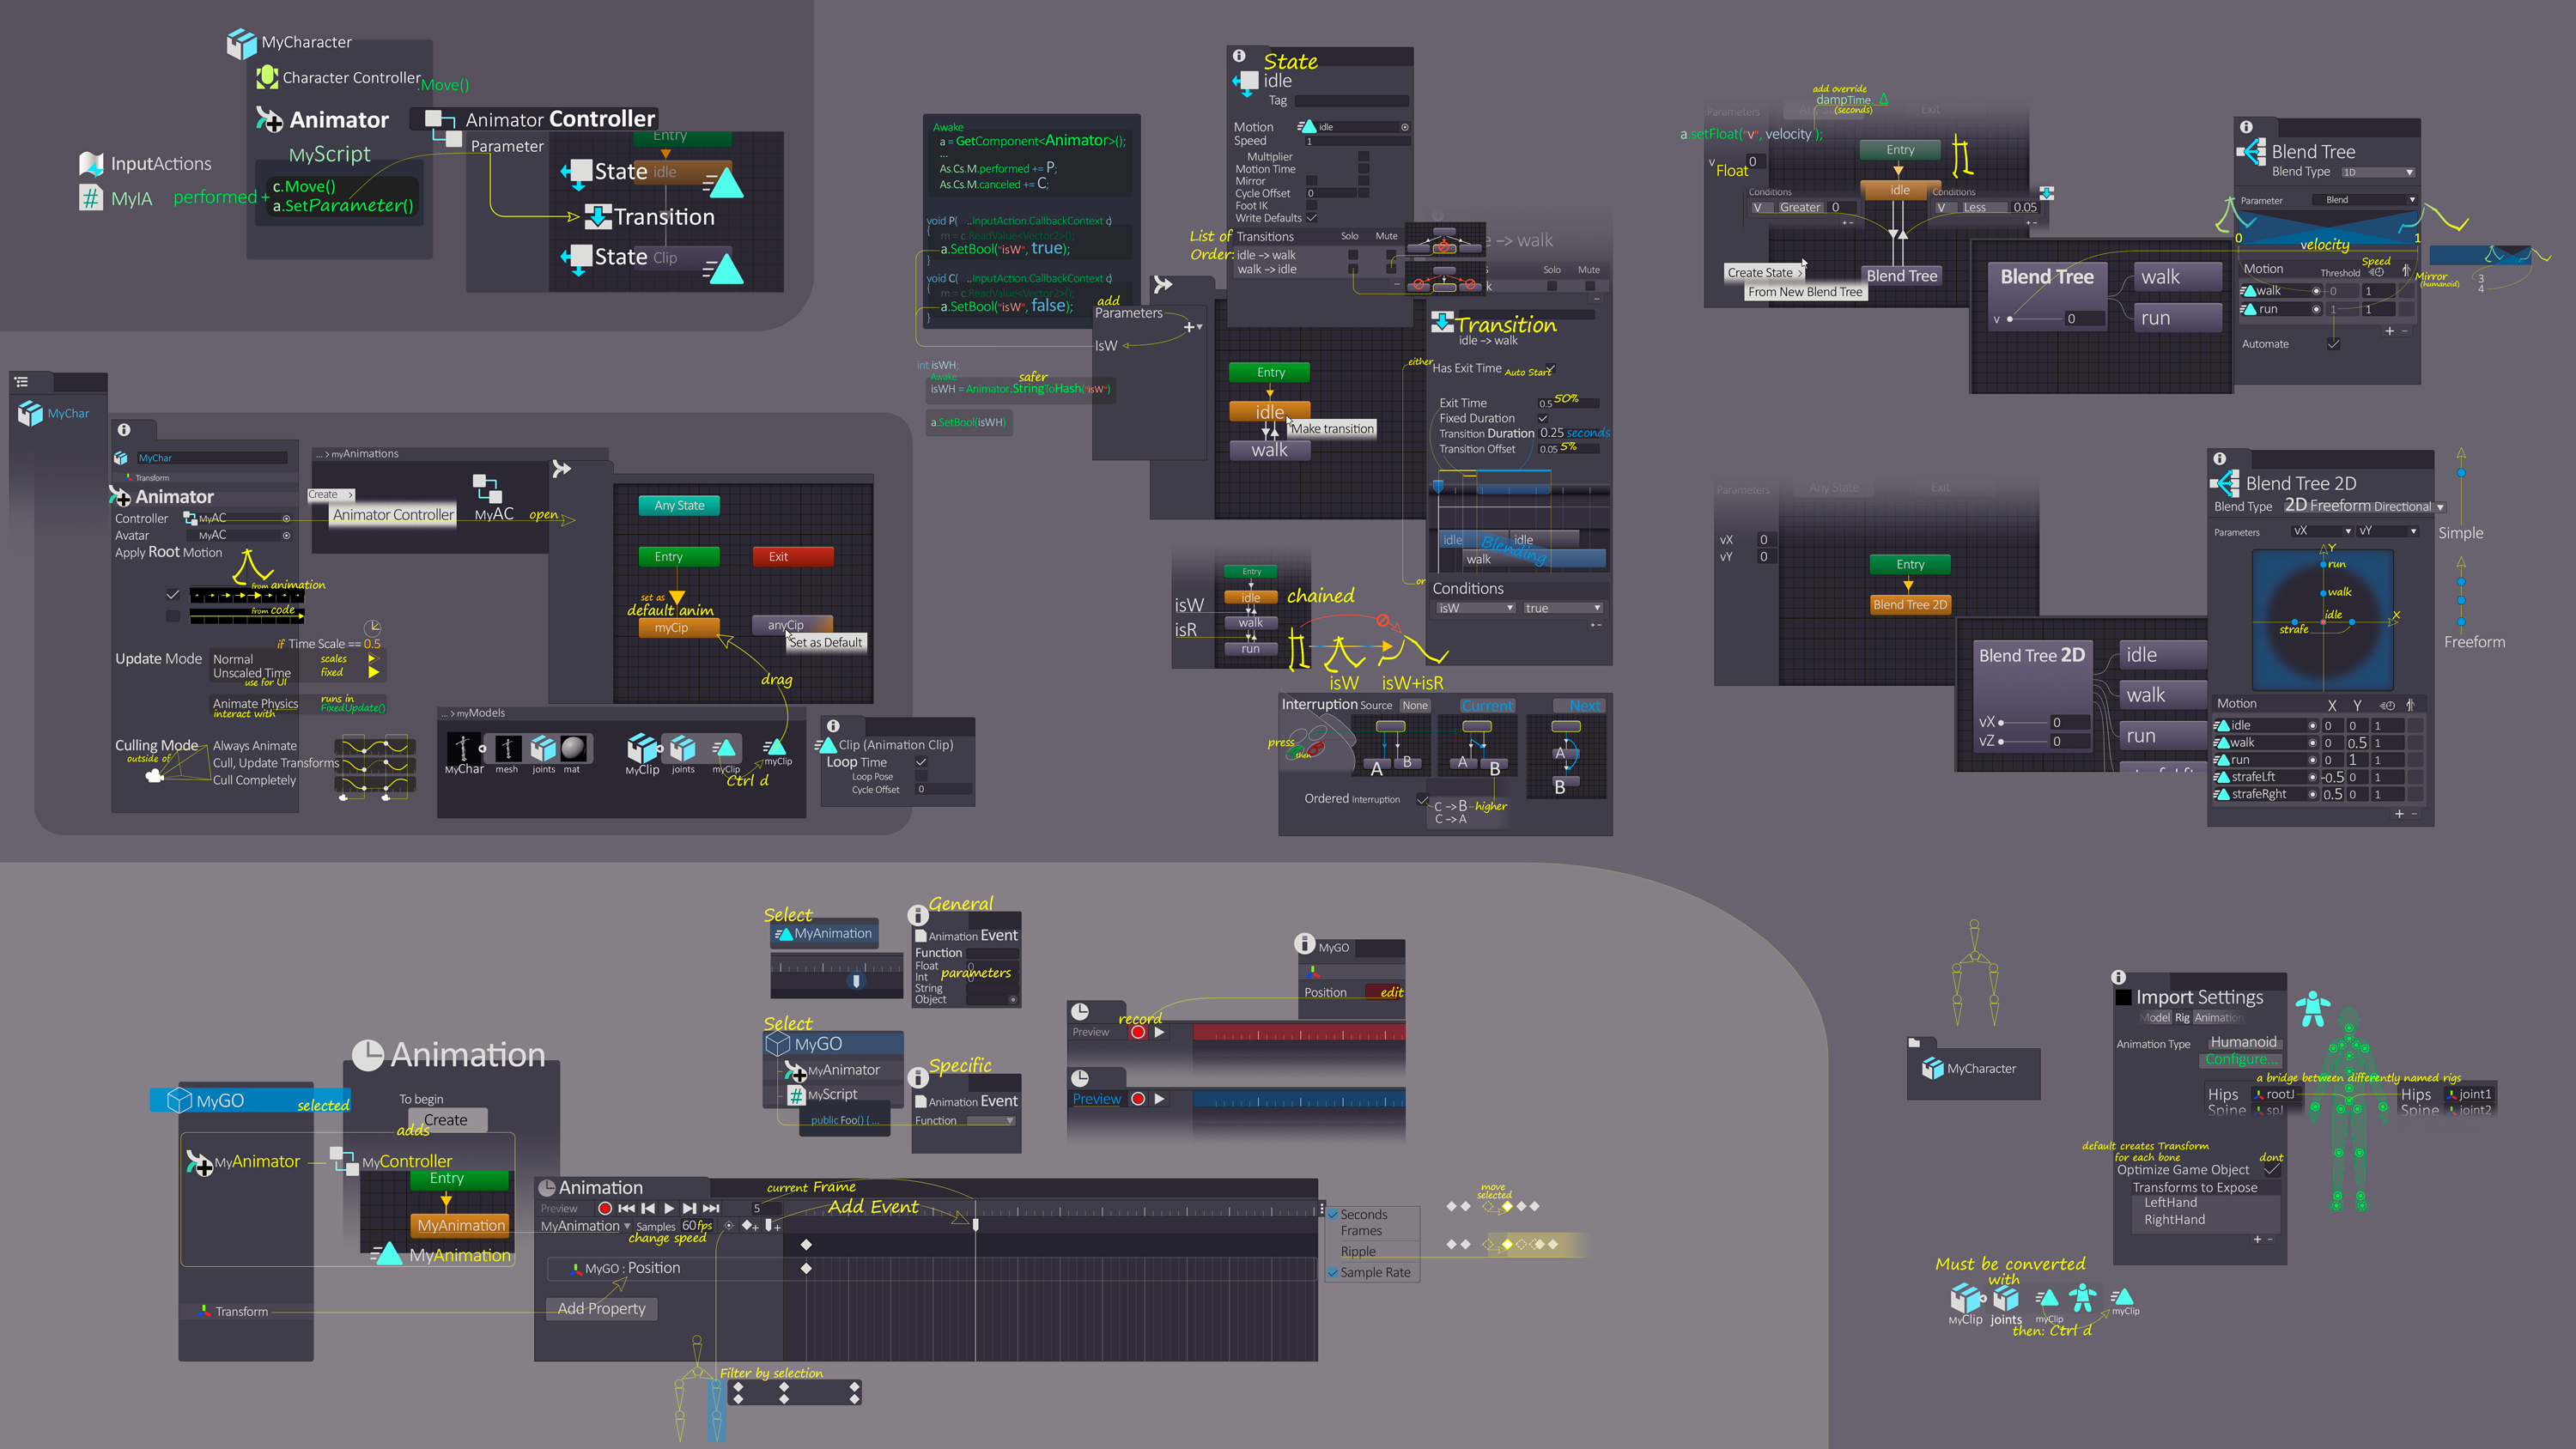 MyCharacter
Character Controller
.Move()
Animator
Animator Controller
Parameter
MyScript
InputActions
MyIA
performed +
c.Move()
a.SetParameter()
Entry
State
idle
Transition
State
Clip
MyChar
MyChar
Transform
Animator
Controller
MyAC
Avatar
MyAC
Apply Root Motion
from animation
from code
if Time Scale == 0.5
Update Mode
Normal
scales
Unscaled Time
fixed
use for UI
Animate Physics
runs in
interact with
FixedUpdate()
Culling Mode
outside of
Always Animate
Cull, Update Transforms
Cull Completely
... > myAnimations
Create >
Animator Controller
MyAC
open
Any State
Entry
Exit
set as
default anim
myCip
anyCip
Set as Default
drag
... > myModels
MyChar
mesh
joints
mat
MyClip
joints
myClip
myClip
Ctrl d
Clip (Animation Clip)
Loop Time
Loop Pose
Cycle Offset
0
Awake
a = GetComponent<Animator>();
...
As.Cs.M.performed += P;
As.Cs.M.canceled += C;
void P( ...InputAction.CallbackContext c)
{
m = c.ReadValue<Vector2>();
a.SetBool("isW", true);
}
void C( ...InputAction.CallbackContext c)
{
m = c.ReadValue<Vector2>();
a.SetBool("isW", false);
}
int isWH;
Awake
safer
isWH = Animator.StringToHash("isW")
a.SetBool(isWH)
add
Parameters
+
IsW
State
idle
Tag
Motion
idle
Speed
1
Multiplier
Motion Time
Mirror
Cycle Offset
0
Foot IK
Write Defaults
List of
Order:
Transitions
Solo
Mute
idle -> walk
walk -> idle
e -> walk
Solo
Mute
Entry
idle
Make transition
walk
Transition
idle -> walk
either
Has Exit Time
Auto Start
Exit Time
0.5
50%
Fixed Duration
Transition Duration
0.25
seconds
Transition Offset
0.05
5%
idle
idle
Blending
walk
or
Conditions
isW
true
+ -
Entry
idle
walk
run
isW
isR
chained
isW
isW+isR
Interruption Source
None
Current
Next
press
then
A
B
A
B
A
B
Ordered Interruption
C -> B
higher
C -> A
add override
dampTime, Δ
(seconds)
Parameters
Any State
Exit
a.setFloat("v", velocity );
v
0
Float
Entry
idle
Conditions
V
Greater
0
+ -
Conditions
V
Less
0.05
+ -
Create State >
From New Blend Tree
Blend Tree
Blend Tree
v
0
walk
run
Blend Tree
Blend Type
1D
Parameter
Blend
0
velocity
1
Motion
Threshold
Speed
walk
0
1
run
1
1
+ -
Automate
Mirror
(humanoid)
3
4
Parameters
Any State
Exit
vX
0
vY
0
Entry
Blend Tree 2D
Blend Tree 2D
vX
0
vZ
0
idle
walk
run
Blend Tree 2D
Blend Type
2D Freeform Directional
Parameters
vX
vY
Y
run
walk
idle
X
strafe
Simple
Freeform
Motion
X
Y
idle
0
0
1
walk
0
0.5
1
run
0
1
1
strafeLft
-0.5
0
1
strafeRght
0.5
0
1
+ -
Animation
MyGO
selected
To begin
Create
adds
MyAnimator
MyController
Entry
MyAnimation
MyAnimation
Transform
Select
MyAnimation
General
Animation Event
Function
Float
0
Int
parameters
String
Object
Select
MyGO
MyAnimator
MyScript
public Foo() { ...
Specific
Animation Event
Function
MyGO
Position
edit
record
Preview
Preview
Animation
current Frame
Preview
5
Add Event
MyAnimation
Samples
60
fps
change speed
MyGO : Position
Add Property
Filter by selection
Seconds
Frames
Ripple
Sample Rate
move
selected
MyCharacter
Import Settings
Model
Rig
Animation
Animation Type
Humanoid
Configure...
a bridge between differently named rigs
Hips
rootJ
Hips
joint1
Spine
spJ
Spine
joint2
default creates Transform
for each bone
dont
Optimize Game Object
Transforms to Expose
LeftHand
RightHand
+ -
Must be converted
with
MyClip
joints
myClip
myClip
then: Ctrl d